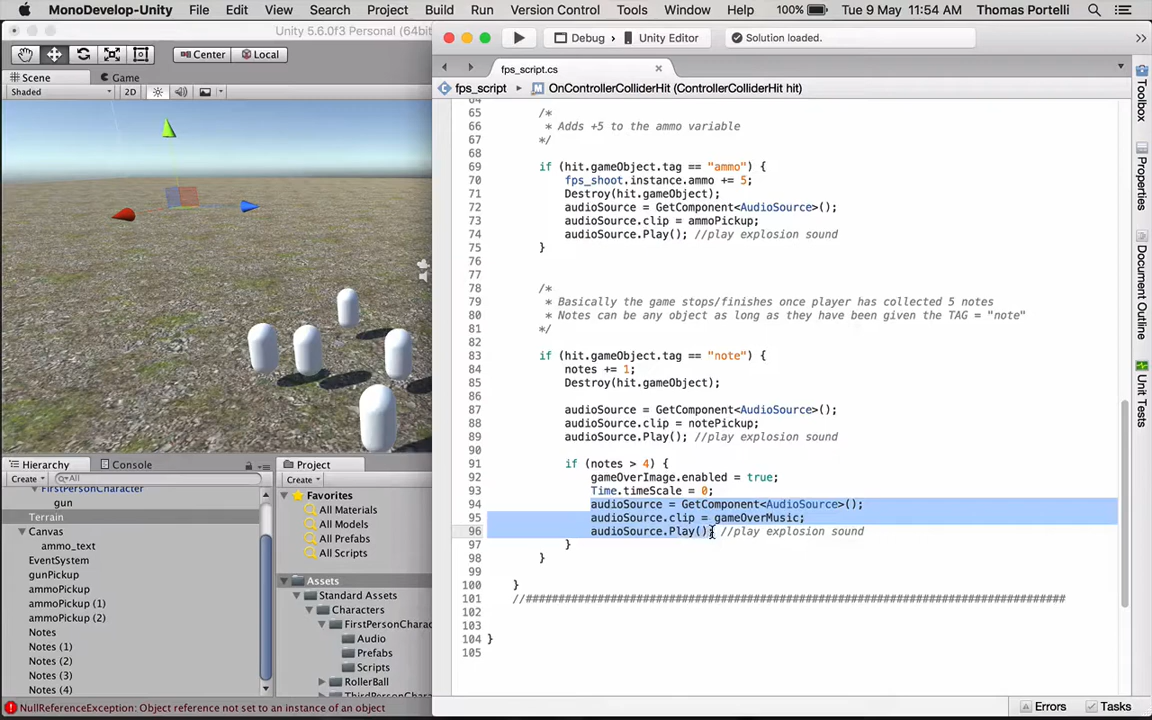 MonoDevelop-Unity File Edit View Search Project Build Run Version Control Tools Window Help 100% Tue 9 May 11:54 AM Thomas Portelli
Unity 5.6.0f3 Personal (64bit
Center Local
Debug Unity Editor Solution loaded.
Scene Game
Shaded 2D
fps_script.cs
fps_script OnControllerColliderHit (ControllerColliderHit hit)
64
65 /*
66 * Adds +5 to the ammo variable
67 */
68
69 if (hit.gameObject.tag == "ammo") {
70 fps_shoot.instance.ammo += 5;
71 Destroy(hit.gameObject);
72 audioSource = GetComponent<AudioSource>();
73 audioSource.clip = ammoPickup;
74 audioSource.Play(); //play explosion sound
75 }
76
77
78 /*
79 * Basically the game stops/finishes once player has collected 5 notes
80 * Notes can be any object as long as they have been given the TAG = "note"
81 */
82
83 if (hit.gameObject.tag == "note") {
84 notes += 1;
85 Destroy(hit.gameObject);
86
87 audioSource = GetComponent<AudioSource>();
88 audioSource.clip = notePickup;
89 audioSource.Play(); //play explosion sound
90
91 if (notes > 4) {
92 gameOverImage.enabled = true;
93 Time.timeScale = 0;
94 audioSource = GetComponent<AudioSource>();
95 audioSource.clip = gameOverMusic;
96 audioSource.Play(); //play explosion sound
97 }
98 }
99
100 }
101 //###################################################################################
102
103
104 }
105
Toolbox
Properties
Document Outline
Unit Tests
Hierarchy Console
Create All
FirstPersonCharacter
gun
Terrain
Canvas
ammo_text
EventSystem
gunPickup
ammoPickup
ammoPickup (1)
ammoPickup (2)
Notes
Notes (1)
Notes (2)
Notes (3)
Notes (4)
Project
Create
Favorites
All Materials
All Models
All Prefabs
All Scripts
Assets
Standard Assets
Characters
FirstPersonCharac
Audio
Prefabs
Scripts
RollerBall
ThirdPersonCharac
NullReferenceException: Object reference not set to an instance of an object
Errors Tasks